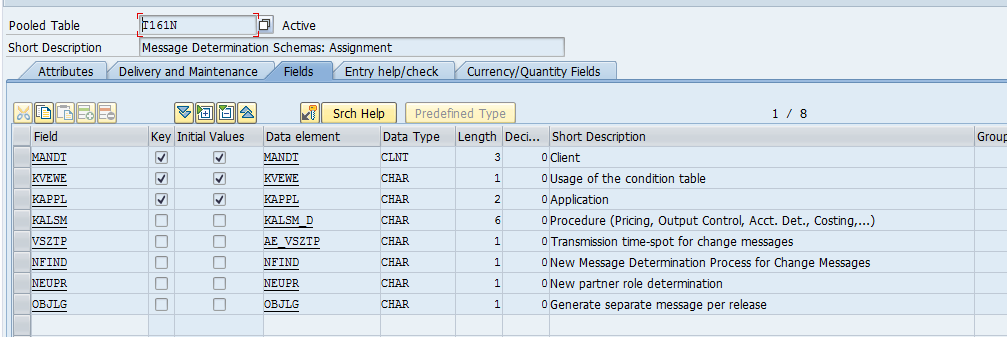 Pooled Table T161N Active
Short Description Message Determination Schemas: Assignment
Attributes Delivery and Maintenance Fields Entry help/check Currency/Quantity Fields
Srch Help Predefined Type 1 / 8
Field Key Initial Values Data element Data Type Length Deci... Short Description Group
MANDT MANDT CLNT 3 0 Client
KVEWE KVEWE CHAR 1 0 Usage of the condition table
KAPPL KAPPL CHAR 2 0 Application
KALSM KALSM_D CHAR 6 0 Procedure (Pricing, Output Control, Acct. Det., Costing,...)
VSZTP AE_VSZTP CHAR 1 0 Transmission time-spot for change messages
NFIND NFIND CHAR 1 0 New Message Determination Process for Change Messages
NEUPR NEUPR CHAR 1 0 New partner role determination
OBJLG OBJLG CHAR 1 0 Generate separate message per release